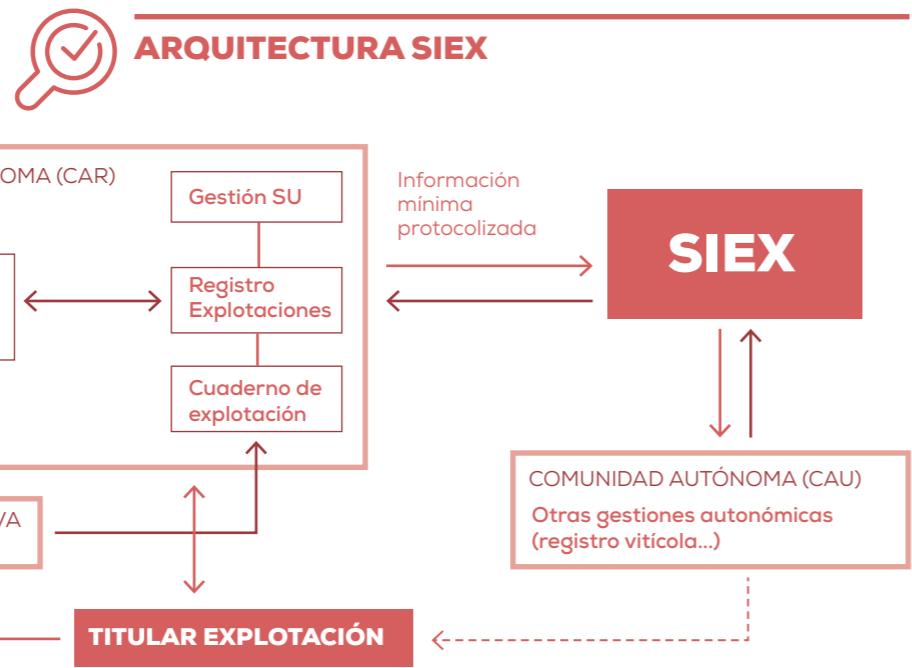 ARQUITECTURA SIEX
OMA (CAR)
Gestión SU
Registro
Explotaciones
Cuaderno de
explotación
Información
mínima
protocolizada
SIEX
COMUNIDAD AUTÓNOMA (CAU)
Otras gestiones autonómicas
(registro vitícola...)
VA
TITULAR EXPLOTACIÓN